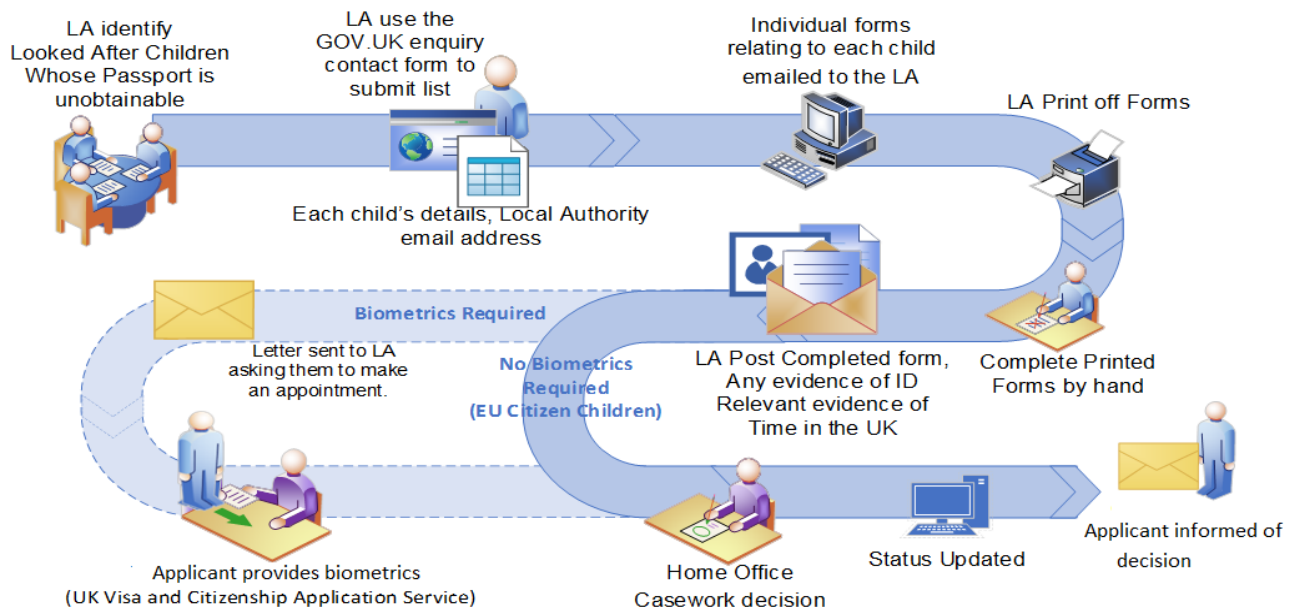 LA identify
Looked After Children
Whose Passport is
unobtainable
LA use the
GOV.UK enquiry
contact form to
submit list
Each child's details, Local Authority
email address
Individual forms
relating to each child
emailed to the LA
LA Print off Forms
Complete Printed
Forms by hand
LA Post Completed form,
Any evidence of ID
Relevant evidence of
Time in the UK
Biometrics Required
Letter sent to LA
asking them to make
an appointment.
No Biometrics
Required
(EU Citizen Children)
Applicant provides biometrics
(UK Visa and Citizenship Application Service)
Home Office
Casework decision
Status Updated
Applicant informed of
decision